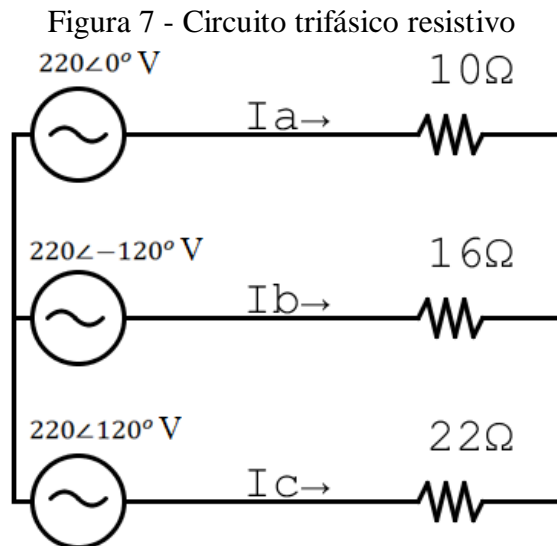 Figura 7 - Circuito trifásico resistivo
220∠0° V
10Ω
Ia→
220∠−120° V
16Ω
Ib→
220∠120° V
22Ω
Ic→